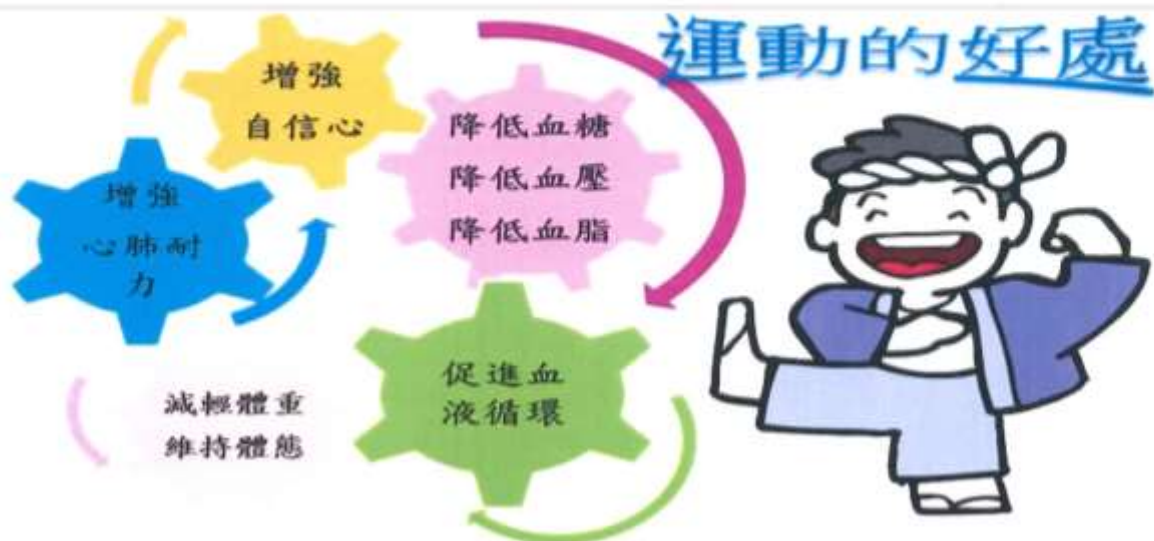 運動的好處
增強
自信心
降低血糖
降低血壓
降低血脂
增強
心肺耐
力
促進血
液循環
減輕體重
維持體態